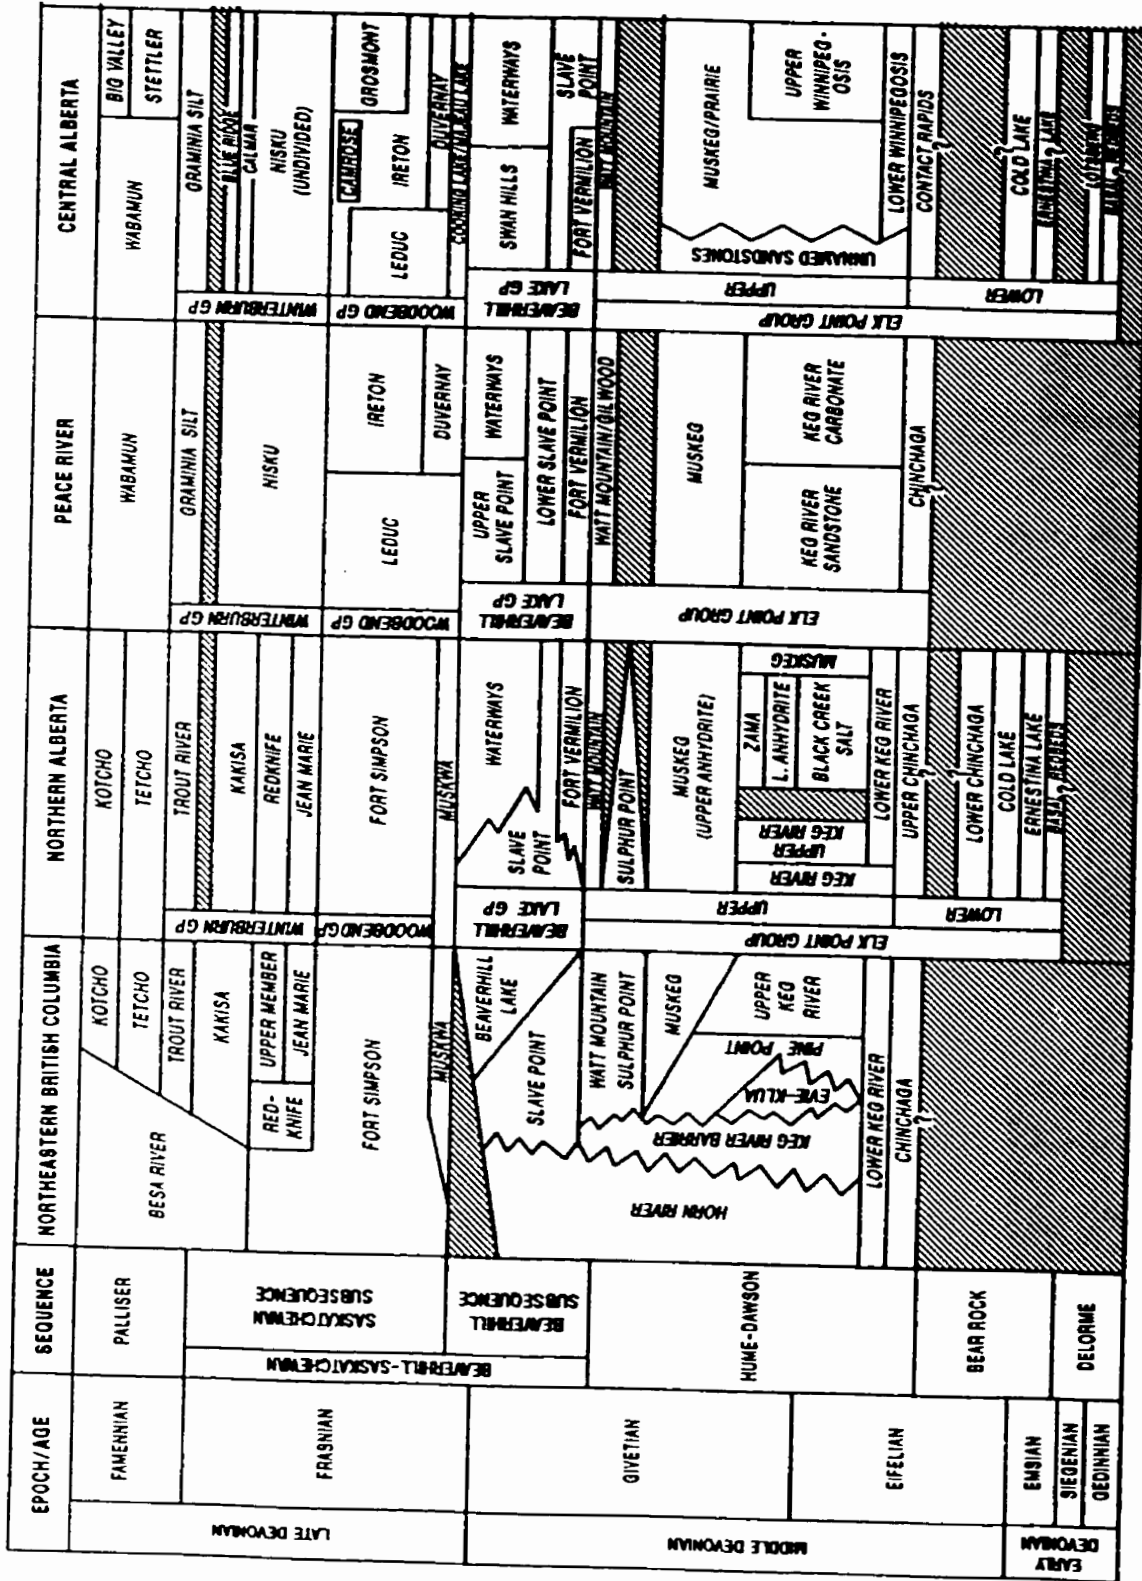 EPOCH/AGE
SEQUENCE
NORTHEASTERN BRITISH COLUMBIA
NORTHERN ALBERTA
PEACE RIVER
CENTRAL ALBERTA
LATE DEVONIAN
MIDDLE DEVONIAN
EARLY
DEVONIAN
FAMENNIAN
FRASNIAN
GIVETIAN
EIFELIAN
EMSIAN
SIEGENIAN
GEDINNIAN
PALLISER
BEAVERHILL-SASKATCHEWAN
SASKATCHEWAN
SUBSEQUENCE
BEAVERHILL
SUBSEQUENCE
HUME-DAWSON
BEAR ROCK
DELORME
BESA RIVER
KOTCHO
TETCHO
TROUT RIVER
KAKISA
RED-
KNIFE
UPPER MEMBER
JEAN MARIE
FORT SIMPSON
MUSKWA
BEAVERHILL
LAKE
SLAVE POINT
WATT MOUNTAIN
SULPHUR POINT
MUSKEG
UPPER
KEG
RIVER
PINE
POINT
EVIE-KLUA
KEG RIVER BARRIER
HORN RIVER
LOWER KEG RIVER
CHINCHAGA
?
KOTCHO
TETCHO
WINTERBURN GP
TROUT RIVER
KAKISA
REDKNIFE
JEAN MARIE
WOODBEND GP
FORT SIMPSON
MUSKWA
BEAVERHILL
LAKE GP
WATERWAYS
SLAVE
POINT
FORT VERMILION
ELK POINT GROUP
UPPER
LOWER
WATT MOUNTAIN
SULPHUR POINT
MUSKEG
(UPPER ANHYDRITE)
KEG RIVER
UPPER
KEG RIVER
ZAMA
L. ANHYDRITE
BLACK CREEK
SALT
MUSKEG
LOWER KEG RIVER
UPPER CHINCHAGA
?
?
LOWER CHINCHAGA
COLD LAKE
ERNESTINA LAKE
BASAL REDBEDS
?
WABAMUN
WINTERBURN GP
GRAMINIA SILT
NISKU
WOODBEND GP
LEDUC
IRETON
DUVERNAY
BEAVERHILL
LAKE GP
UPPER
SLAVE POINT
WATERWAYS
LOWER SLAVE POINT
FORT VERMILION
ELK POINT GROUP
WATT MOUNTAIN/GILWOOD
MUSKEG
KEG RIVER
SANDSTONE
KEG RIVER
CARBONATE
CHINCHAGA
?
?
WABAMUN
BIG VALLEY
STETTLER
WINTERBURN GP
GRAMINIA SILT
BLUE RIDGE
CALMAR
NISKU
(UNDIVIDED)
WOODBEND GP
LEDUC
CAMROSE
IRETON
GROSMONT
DUVERNAY
COOKING LAKE/MAJEAU LAKE
BEAVERHILL
LAKE GP
SWAN HILLS
WATERWAYS
FORT VERMILION
SLAVE
POINT
ELK POINT GROUP
UPPER
LOWER
WATT MOUNTAIN
MUSKEG/PRAIRIE
UPPER
WINNIPEG-
OSIS
UNNAMED SANDSTONES
LOWER WINNIPEGOSIS
CONTACT RAPIDS
?
?
?
COLD LAKE
ERNESTINA LAKE
?
LOTSBERG
BASAL REDBEDS